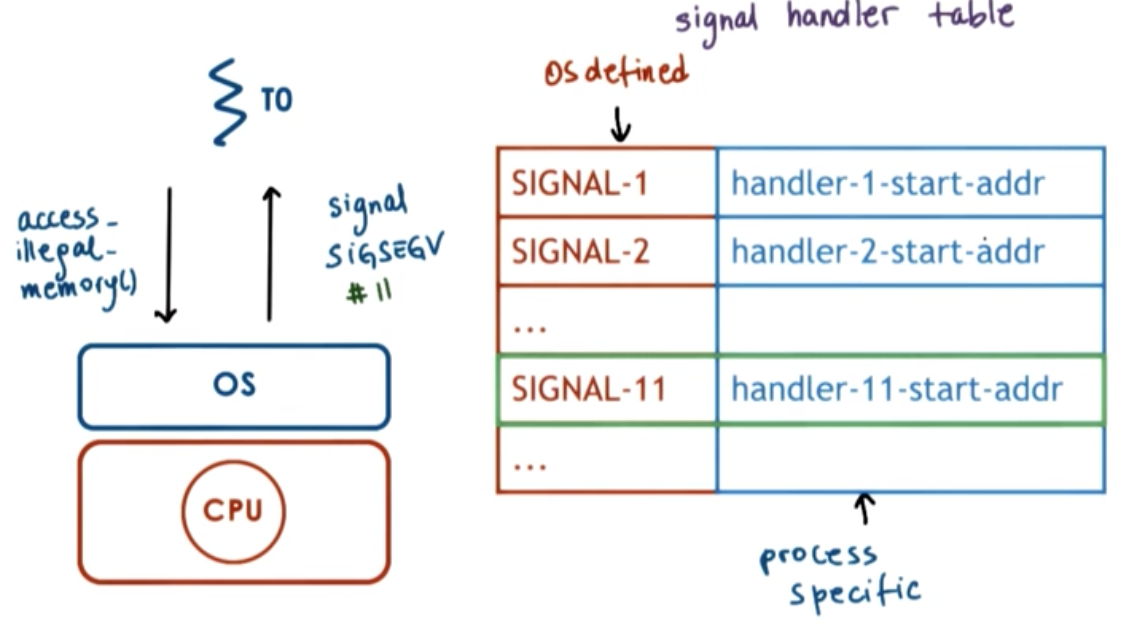 signal handler table
OS defined
TO
access-
illegal-
memory()
signal
SIGSEGV
#11
OS
CPU
SIGNAL-1 handler-1-start-addr
SIGNAL-2 handler-2-start-addr
...
SIGNAL-11 handler-11-start-addr
...
process
specific